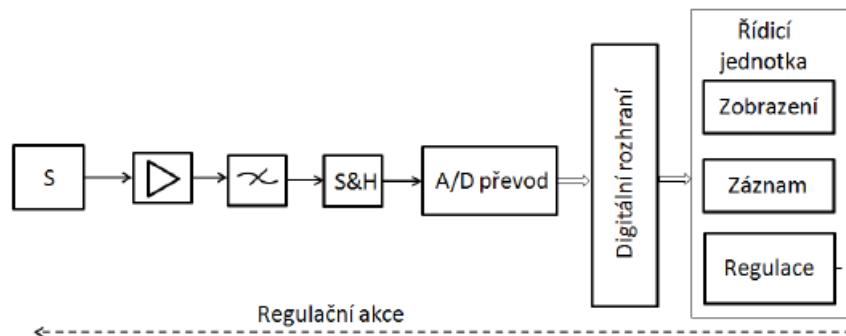 Řídicí
jednotka
Zobrazení
S
S&H
A/D převod
Digitální rozhraní
Záznam
Regulace
Regulační akce